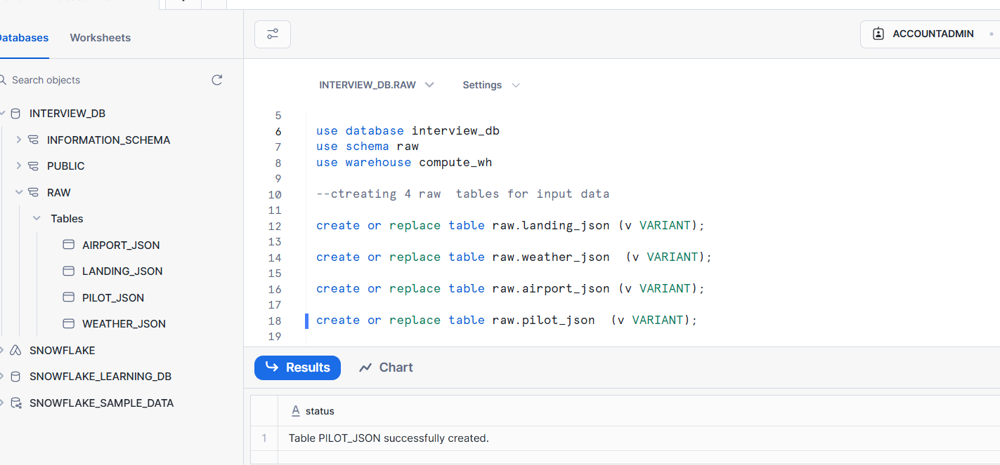 Databases Worksheets
ACCOUNTADMIN
Search objects
INTERVIEW_DB
INFORMATION_SCHEMA
PUBLIC
RAW
Tables
AIRPORT_JSON
LANDING_JSON
PILOT_JSON
WEATHER_JSON
SNOWFLAKE
SNOWFLAKE_LEARNING_DB
SNOWFLAKE_SAMPLE_DATA
INTERVIEW_DB.RAW Settings
5
6 use database interview_db
7 use schema raw
8 use warehouse compute_wh
9
10 --ctreating 4 raw  tables for input data
11
12 create or replace table raw.landing_json (v VARIANT);
13
14 create or replace table raw.weather_json  (v VARIANT);
15
16 create or replace table raw.airport_json (v VARIANT);
17
18 create or replace table raw.pilot_json  (v VARIANT);
19
Results Chart
A status
1 Table PILOT_JSON successfully created.